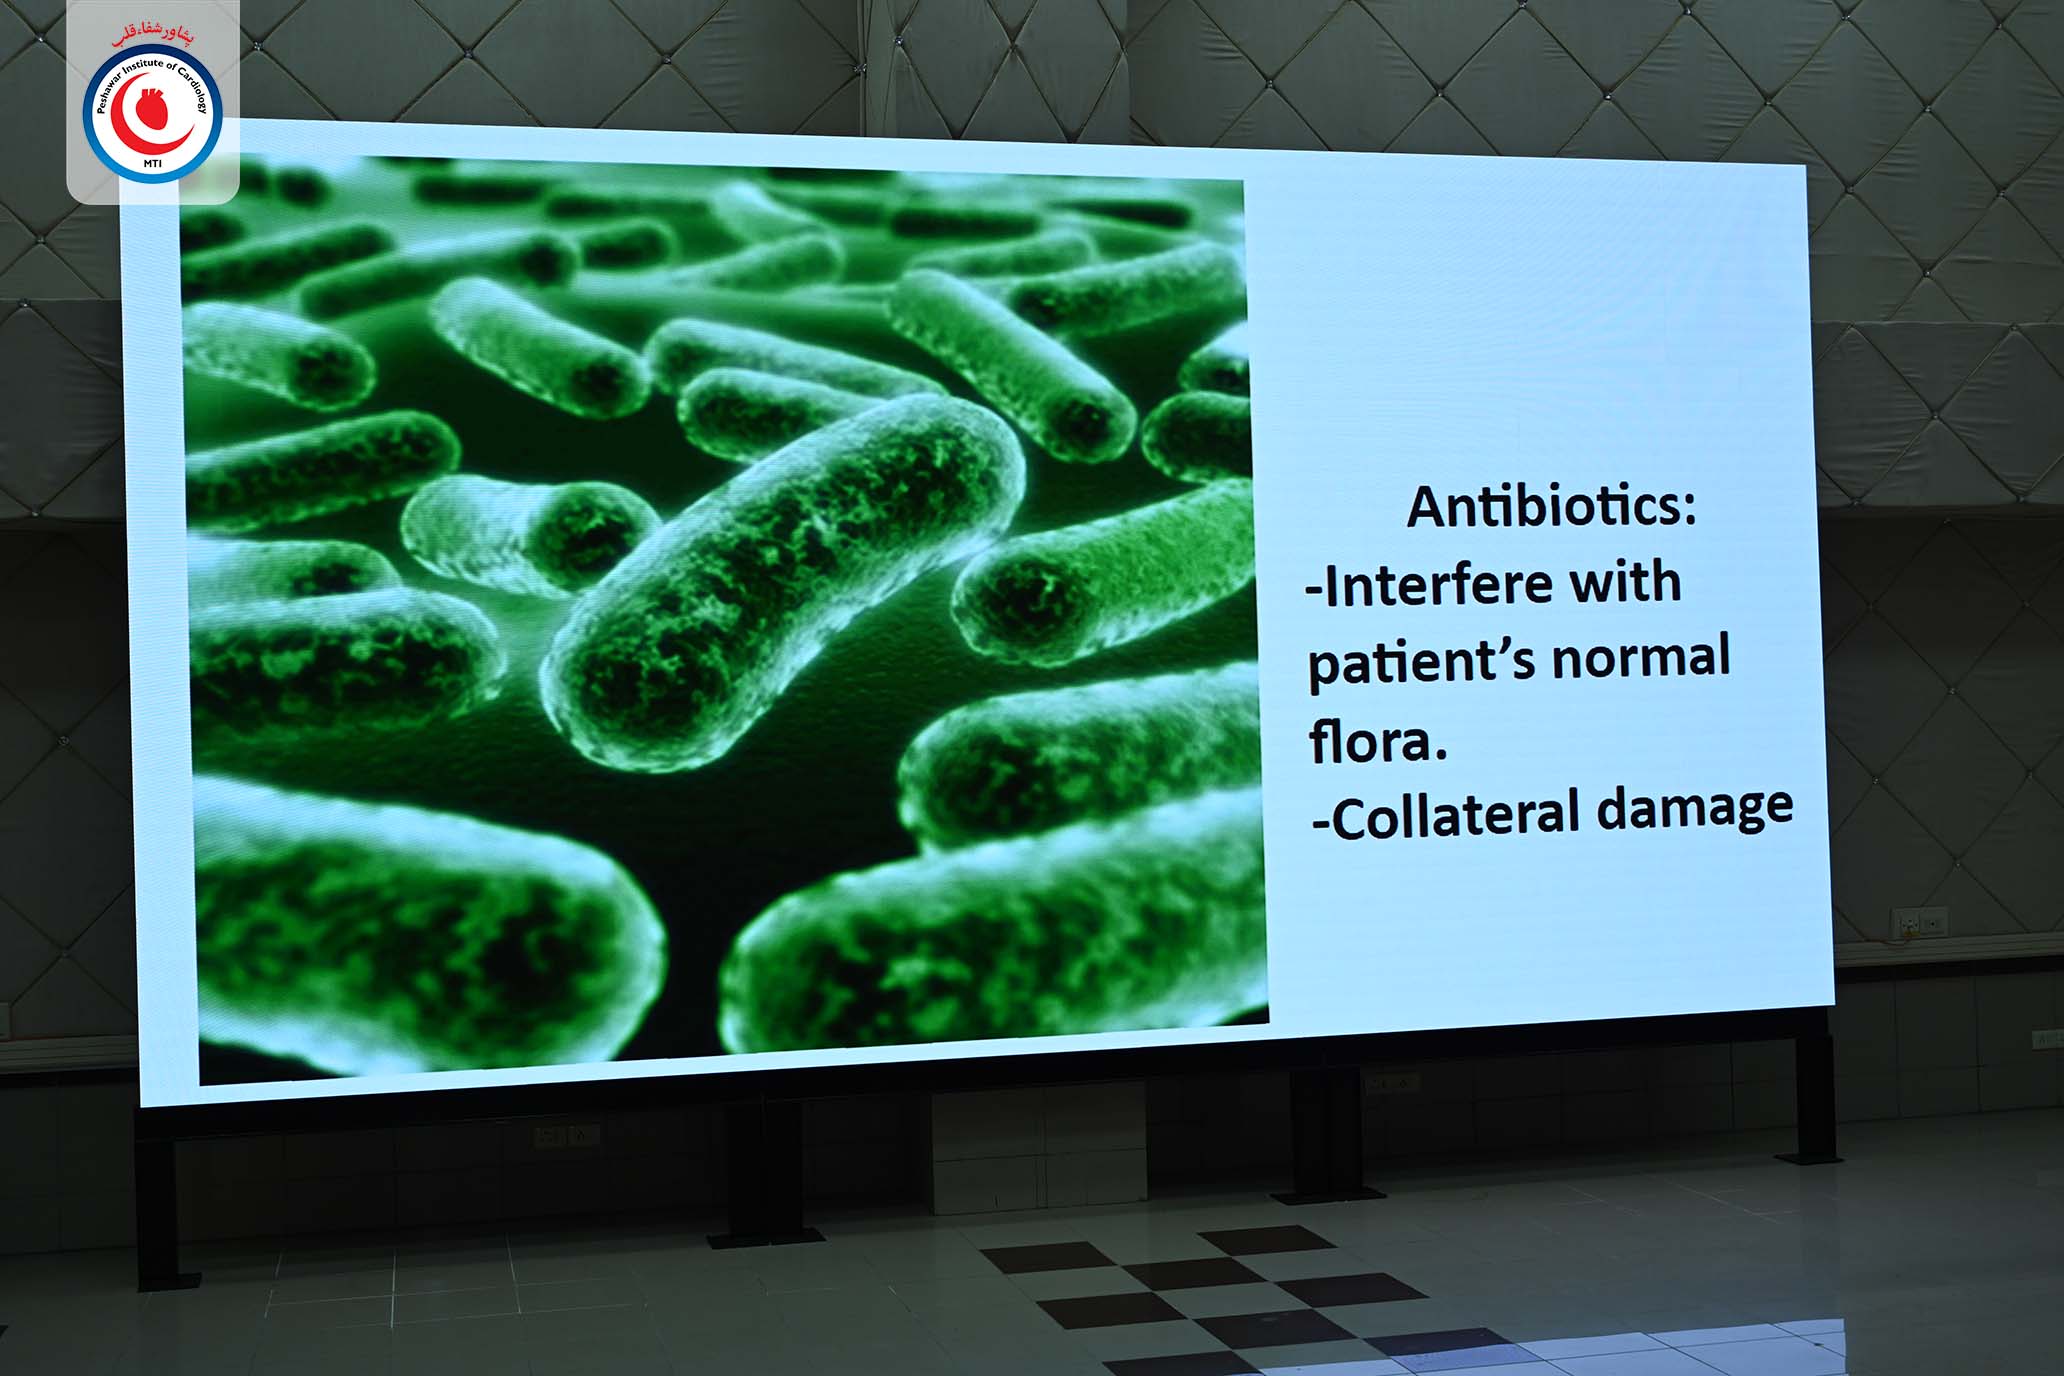 پشاور شفاء قلب
Peshawar Institute of Cardiology
MTI
Antibiotics:
-Interfere with
patient’s normal
flora.
-Collateral damage